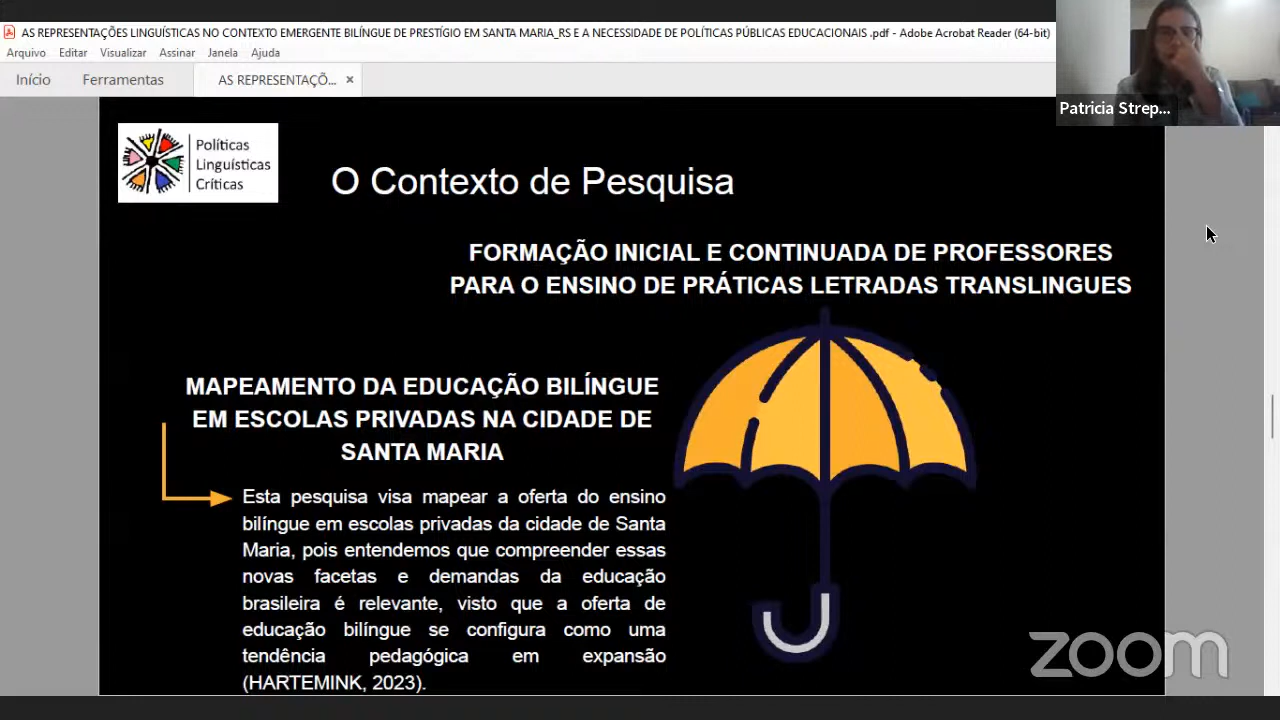 AS REPRESENTAÇÕES LINGUÍSTICAS NO CONTEXTO EMERGENTE BILÍNGUE DE PRESTÍGIO EM SANTA MARIA_RS E A NECESSIDADE DE POLÍTICAS PÚBLICAS EDUCACIONAIS .pdf - Adobe Acrobat Reader (64-bit)
Arquivo Editar Visualizar Assinar Janela Ajuda
Início Ferramentas AS REPRESENTAÇÕ... ×
Patricia Strep...
Políticas
Linguísticas
Críticas
O Contexto de Pesquisa
FORMAÇÃO INICIAL E CONTINUADA DE PROFESSORES
PARA O ENSINO DE PRÁTICAS LETRADAS TRANSLINGUES
MAPEAMENTO DA EDUCAÇÃO BILÍNGUE
EM ESCOLAS PRIVADAS NA CIDADE DE
SANTA MARIA
Esta pesquisa visa mapear a oferta do ensino
bilíngue em escolas privadas da cidade de Santa
Maria, pois entendemos que compreender essas
novas facetas e demandas da educação
brasileira é relevante, visto que a oferta de
educação bilíngue se configura como uma
tendência pedagógica em expansão
(HARTEMINK, 2023).
zoom